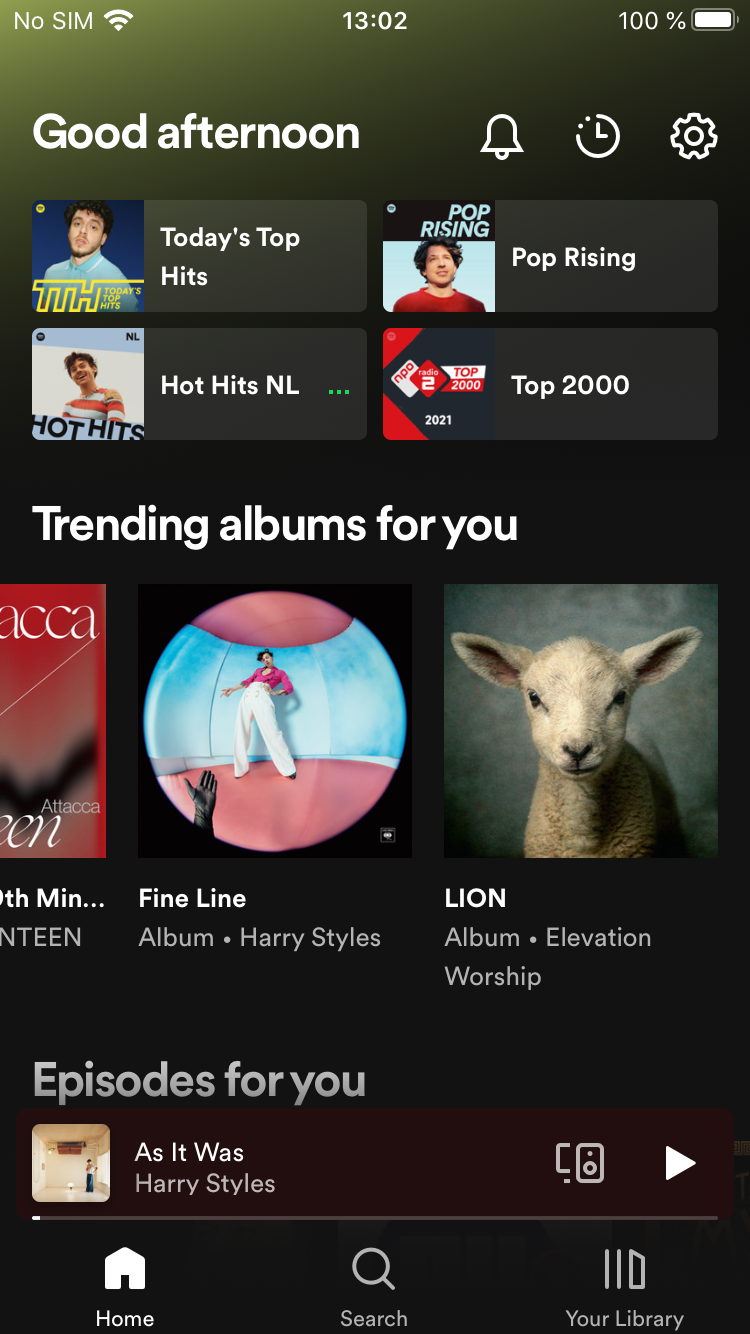 No SIM 13:02 100 %
Good afternoon
TTH TODAY'S TOP HITS
Today's Top
Hits
POP
RISING
Pop Rising
NL
HOT HITS
Hot Hits NL ...
npo radio 2 TOP 2000
2021
Top 2000
Trending albums for you
acca
Attacca
een
th Min...
NTEEN
Fine Line
Album • Harry Styles
LION
Album • Elevation
Worship
Episodes for you
As It Was
Harry Styles
Home
Search
Your Library